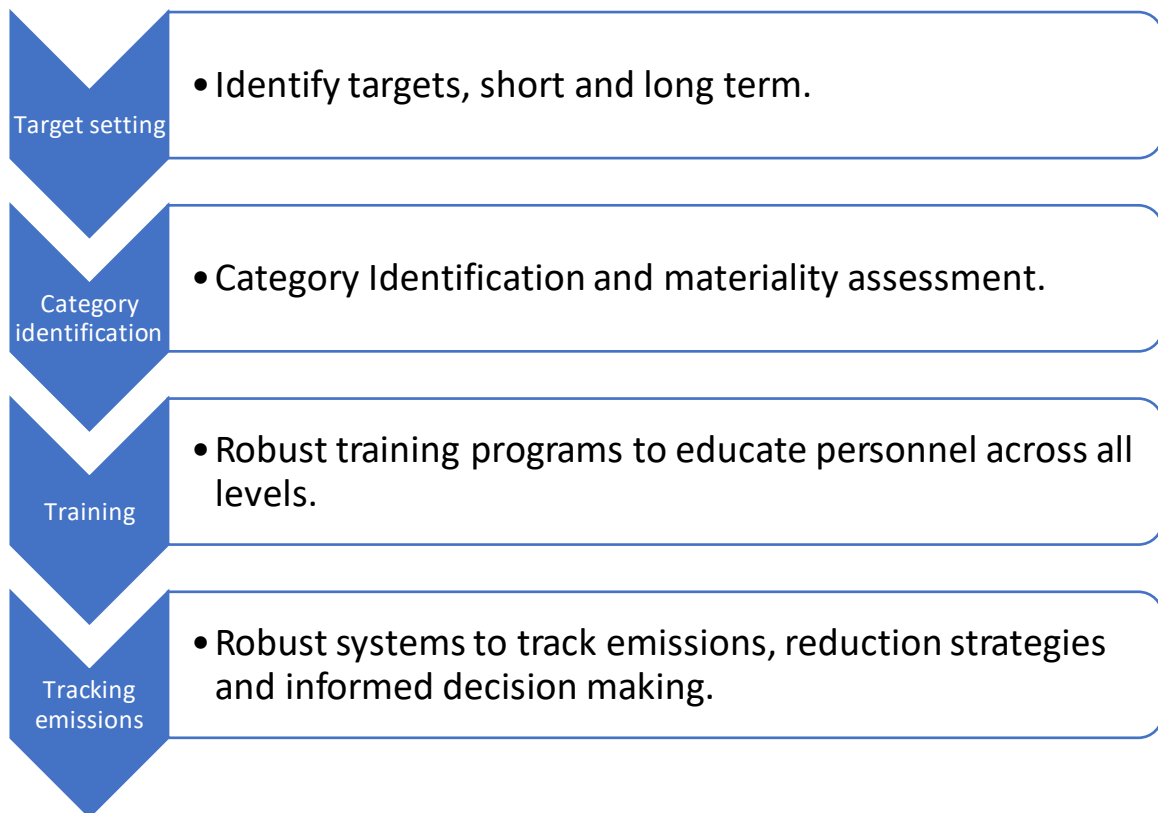 Target setting
• Identify targets, short and long term.
Category
identification
• Category Identification and materiality assessment.
Training
• Robust training programs to educate personnel across all
levels.
Tracking
emissions
• Robust systems to track emissions, reduction strategies
and informed decision making.